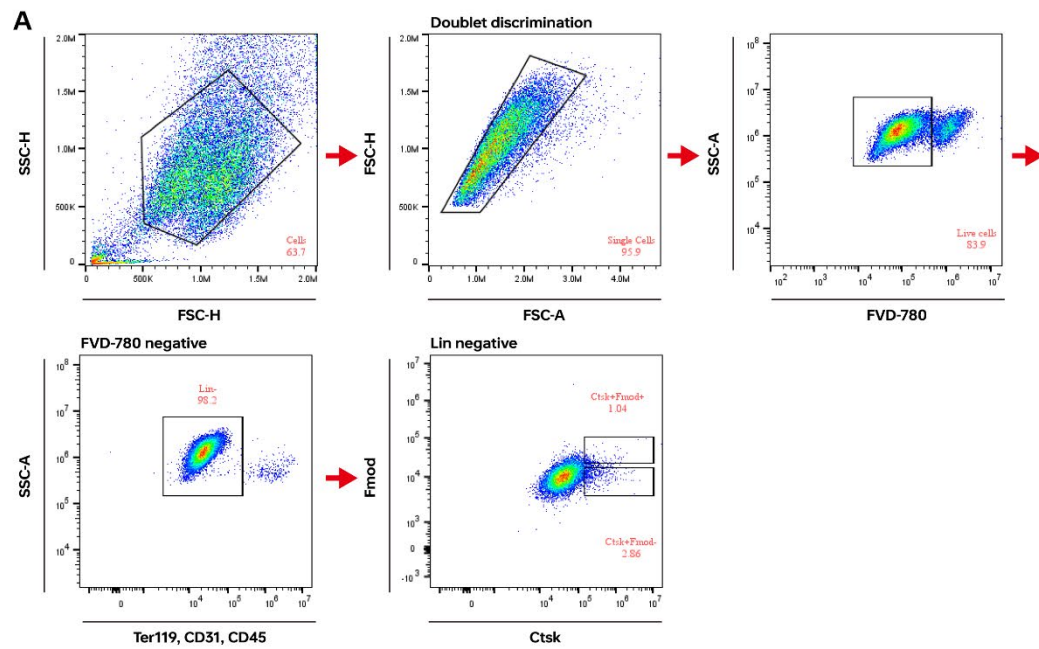 A
Doublet discrimination
2.0M
1.5M
1.0M
500K
0
SSC-H
Cells
63.7
0 500K 1.0M 1.5M 2.0M
FSC-H
2.0M
1.5M
1.0M
500K
0
FSC-H
Single Cells
95.9
0 1.0M 2.0M 3.0M 4.0M
FSC-A
10^8
10^7
10^6
10^5
10^4
SSC-A
Live cells
83.9
10^2 10^3 10^4 10^5 10^6 10^7
FVD-780
FVD-780 negative
10^8
10^7
10^6
10^5
10^4
SSC-A
Lin-
98.2
0 10^4 10^5 10^6 10^7
Ter119, CD31, CD45
Lin negative
10^7
10^6
10^5
10^4
10^3
0
-10^3
Fmod
Ctsk+Fmod+
1.04
Ctsk+Fmod-
2.86
0 10^4 10^5 10^6 10^7
Ctsk